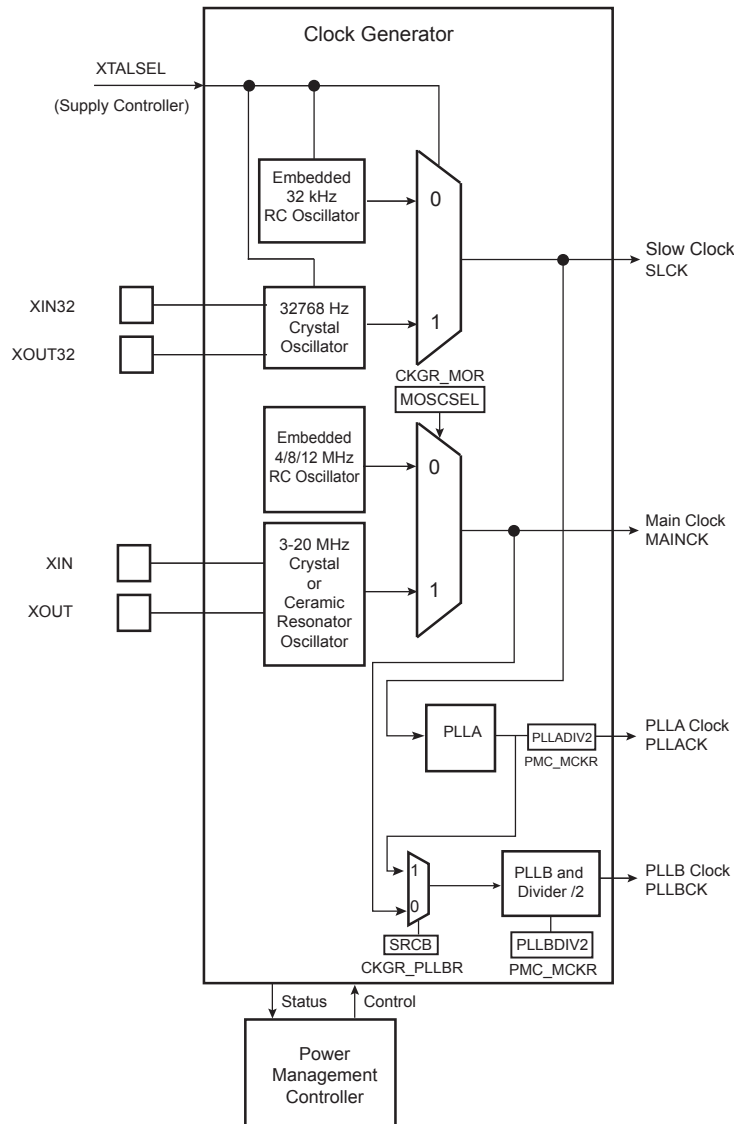 Clock Generator
XTALSEL
(Supply Controller)
Embedded
32 kHz
RC Oscillator
0
Slow Clock
SLCK
XIN32
XOUT32
32768 Hz
Crystal
Oscillator
1
CKGR_MOR
MOSCSEL
Embedded
4/8/12 MHz
RC Oscillator
0
Main Clock
MAINCK
XIN
XOUT
3-20 MHz
Crystal
or
Ceramic
Resonator
Oscillator
1
PLLA
PLLADIV2
PMC_MCKR
PLLA Clock
PLLACK
1
0
SRCB
CKGR_PLLBR
PLLB and
Divider /2
PLLBDIV2
PMC_MCKR
PLLB Clock
PLLBCK
Status
Control
Power
Management
Controller